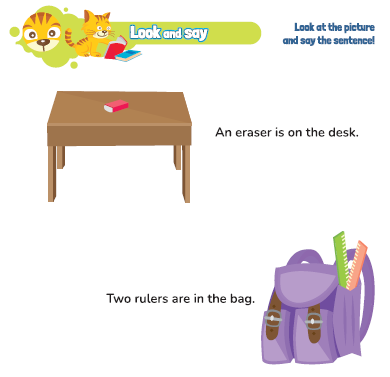 Look and say
Look at the picture
and say the sentence!
An eraser is on the desk.
Two rulers are in the bag.